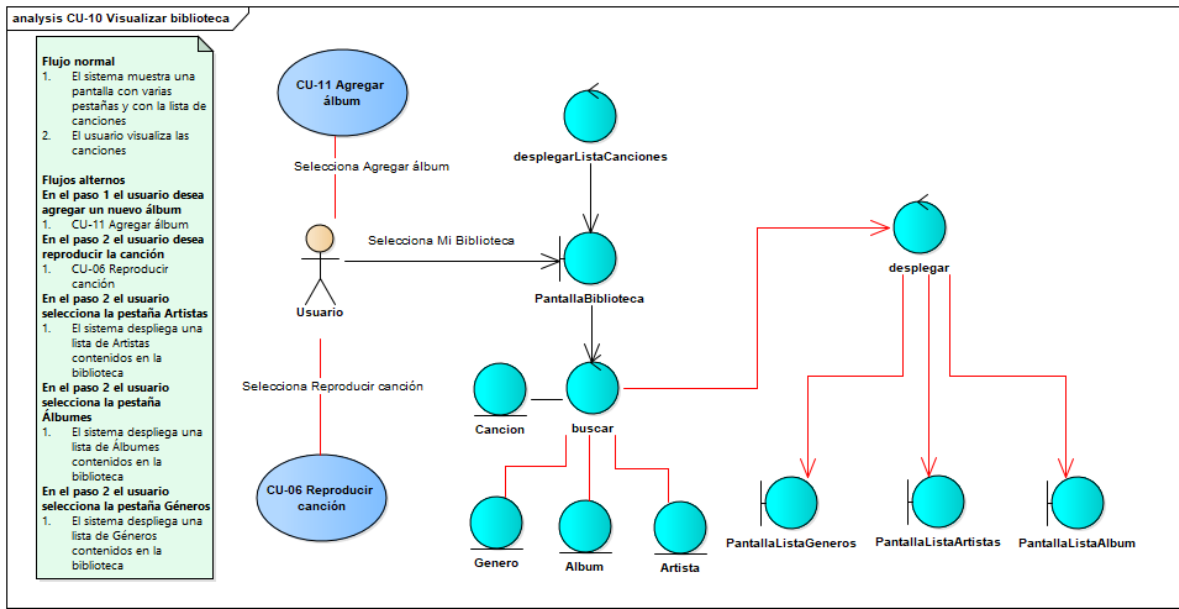 analysis CU-10 Visualizar biblioteca
Flujo normal
1. El sistema muestra una
pantalla con varias
pestañas y con la lista de
canciones
2. El usuario visualiza las
canciones
Flujos alternos
En el paso 1 el usuario desea
agregar un nuevo álbum
1. CU-11 Agregar álbum
En el paso 2 el usuario desea
reproducir la canción
1. CU-06 Reproducir
canción
En el paso 2 el usuario
selecciona la pestaña Artistas
1. El sistema despliega una
lista de Artistas
contenidos en la
biblioteca
En el paso 2 el usuario
selecciona la pestaña
Álbumes
1. El sistema despliega una
lista de Álbumes
contenidos en la
biblioteca
En el paso 2 el usuario
selecciona la pestaña Géneros
1. El sistema despliega una
lista de Géneros
contenidos en la
biblioteca
CU-11 Agregar
álbum
Selecciona Agregar álbum
desplegarListaCanciones
Selecciona Mi Biblioteca
Usuario
PantallaBiblioteca
desplegar
Selecciona Reproducir canción
Cancion
buscar
CU-06 Reproducir
canción
Genero
Album
Artista
PantallaListaGeneros
PantallaListaArtistas
PantallaListaAlbum